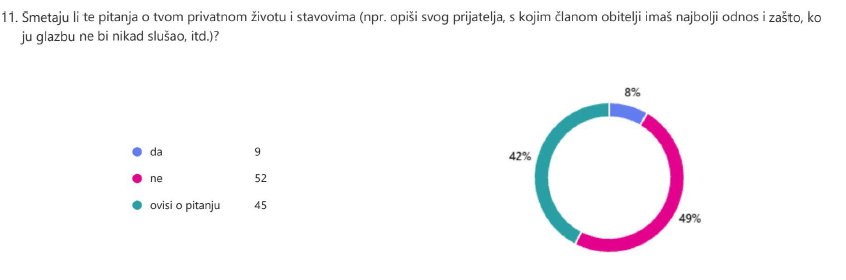 11. Smetaju li te pitanja o tvom privatnom životu i stavovima (npr. opiši svog prijatelja, s kojim članom obitelji imaš najbolji odnos i zašto, ko
ju glazbu ne bi nikad slušao, itd.)?
8%
da 9
42%
ne 52
ovisi o pitanju 45
49%